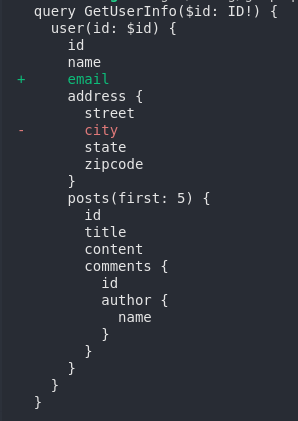 query GetUserInfo($id: ID!) {
user(id: $id) {
id
name
+ email
address {
street
- city
state
zipcode
}
posts(first: 5) {
id
title
content
comments {
id
author {
name
}
}
}
}
}